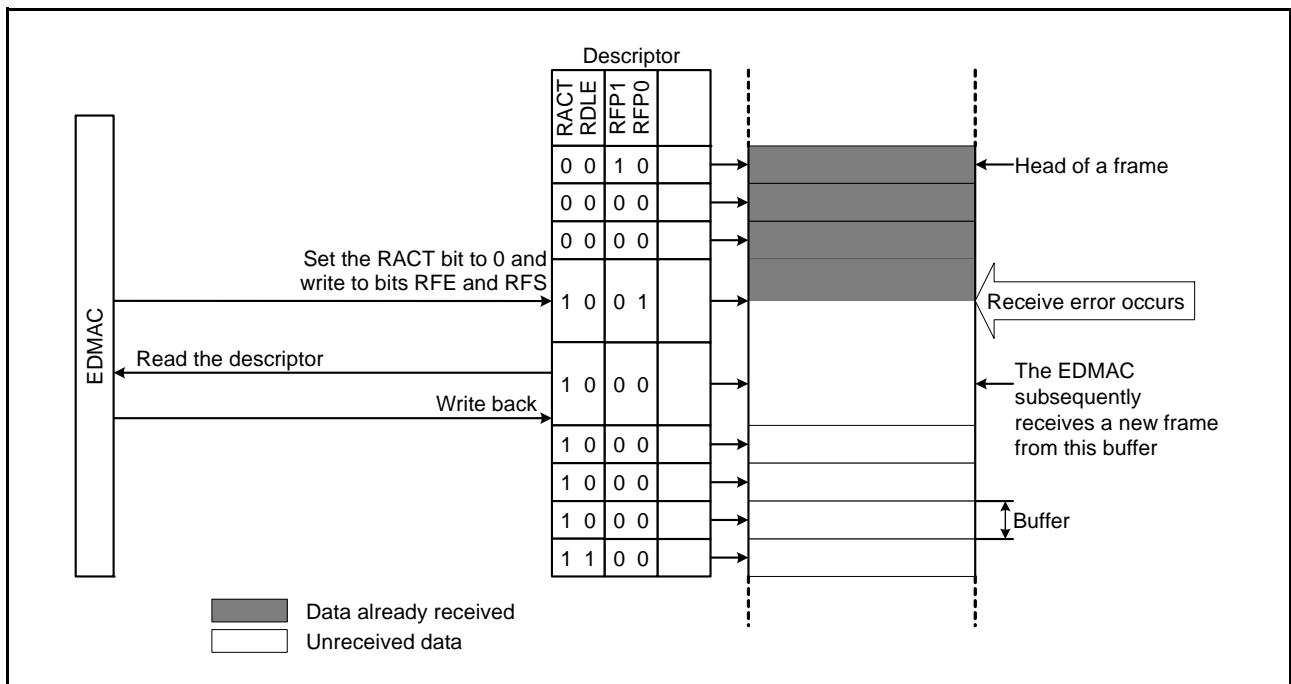 Descriptor
RACT
RDLE
RFP1
RFP0
0 0 1 0
Head of a frame
0 0 0 0
0 0 0 0
Set the RACT bit to 0 and
write to bits RFE and RFS
1 0 0 1
Receive error occurs
EDMAC
Read the descriptor
1 0 0 0
Write back
The EDMAC
subsequently
receives a new frame
from this buffer
1 0 0 0
1 0 0 0
1 0 0 0
Buffer
1 1 0 0
Data already received
Unreceived data